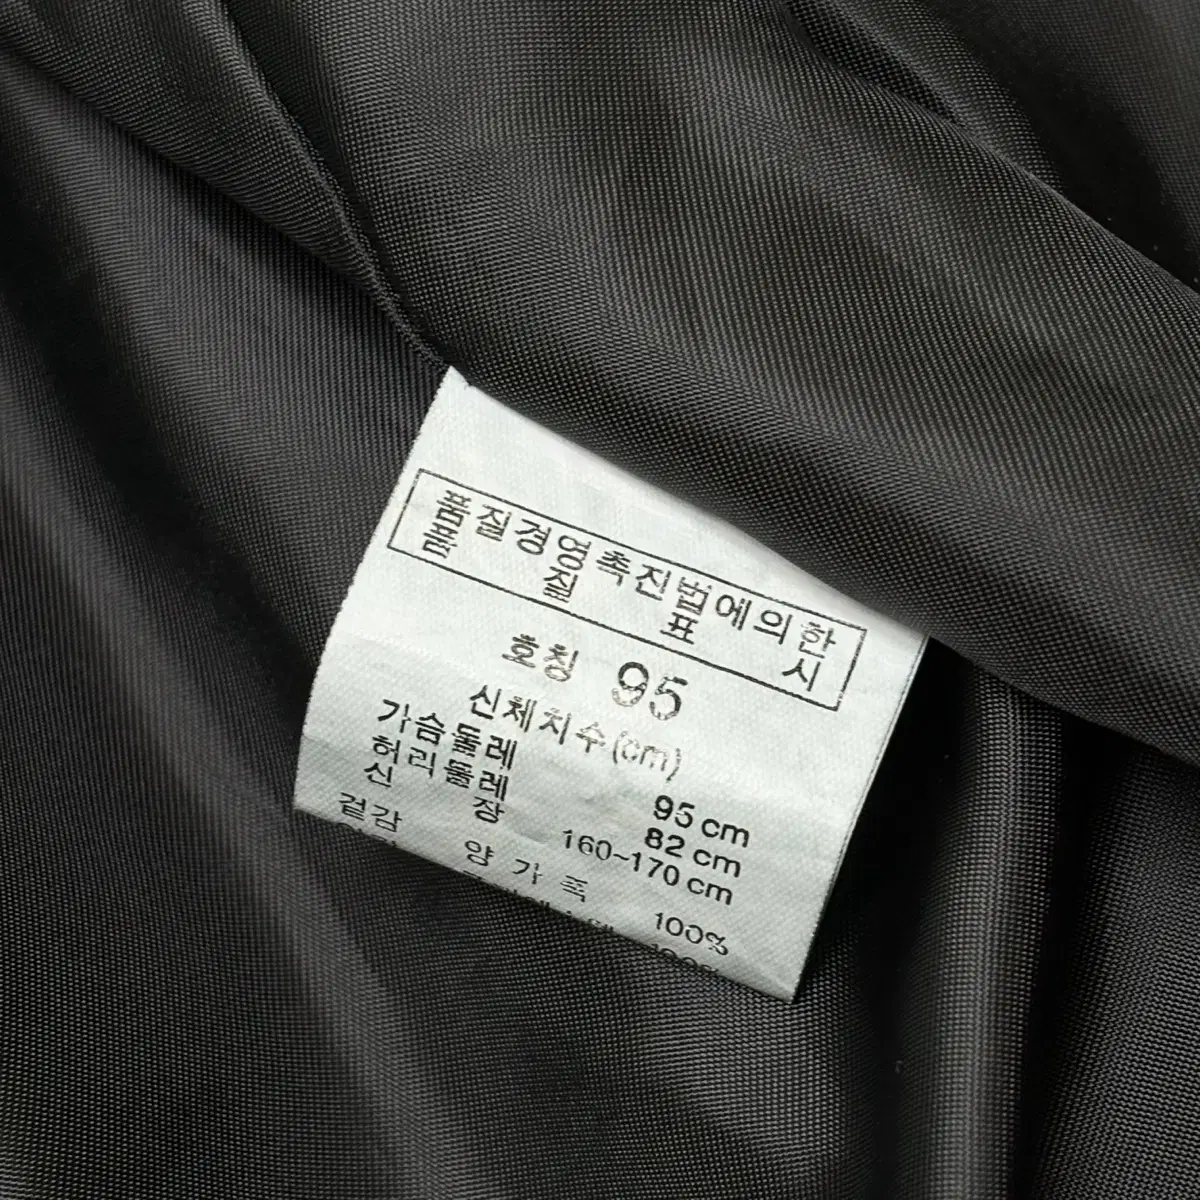 품질경영촉진법에의한
품 질 표 시
호칭 95
신체치수(cm)
가슴둘레 95 cm
허리둘레 82 cm
신 장 160~170 cm
겉감 양가죽 100%
100%